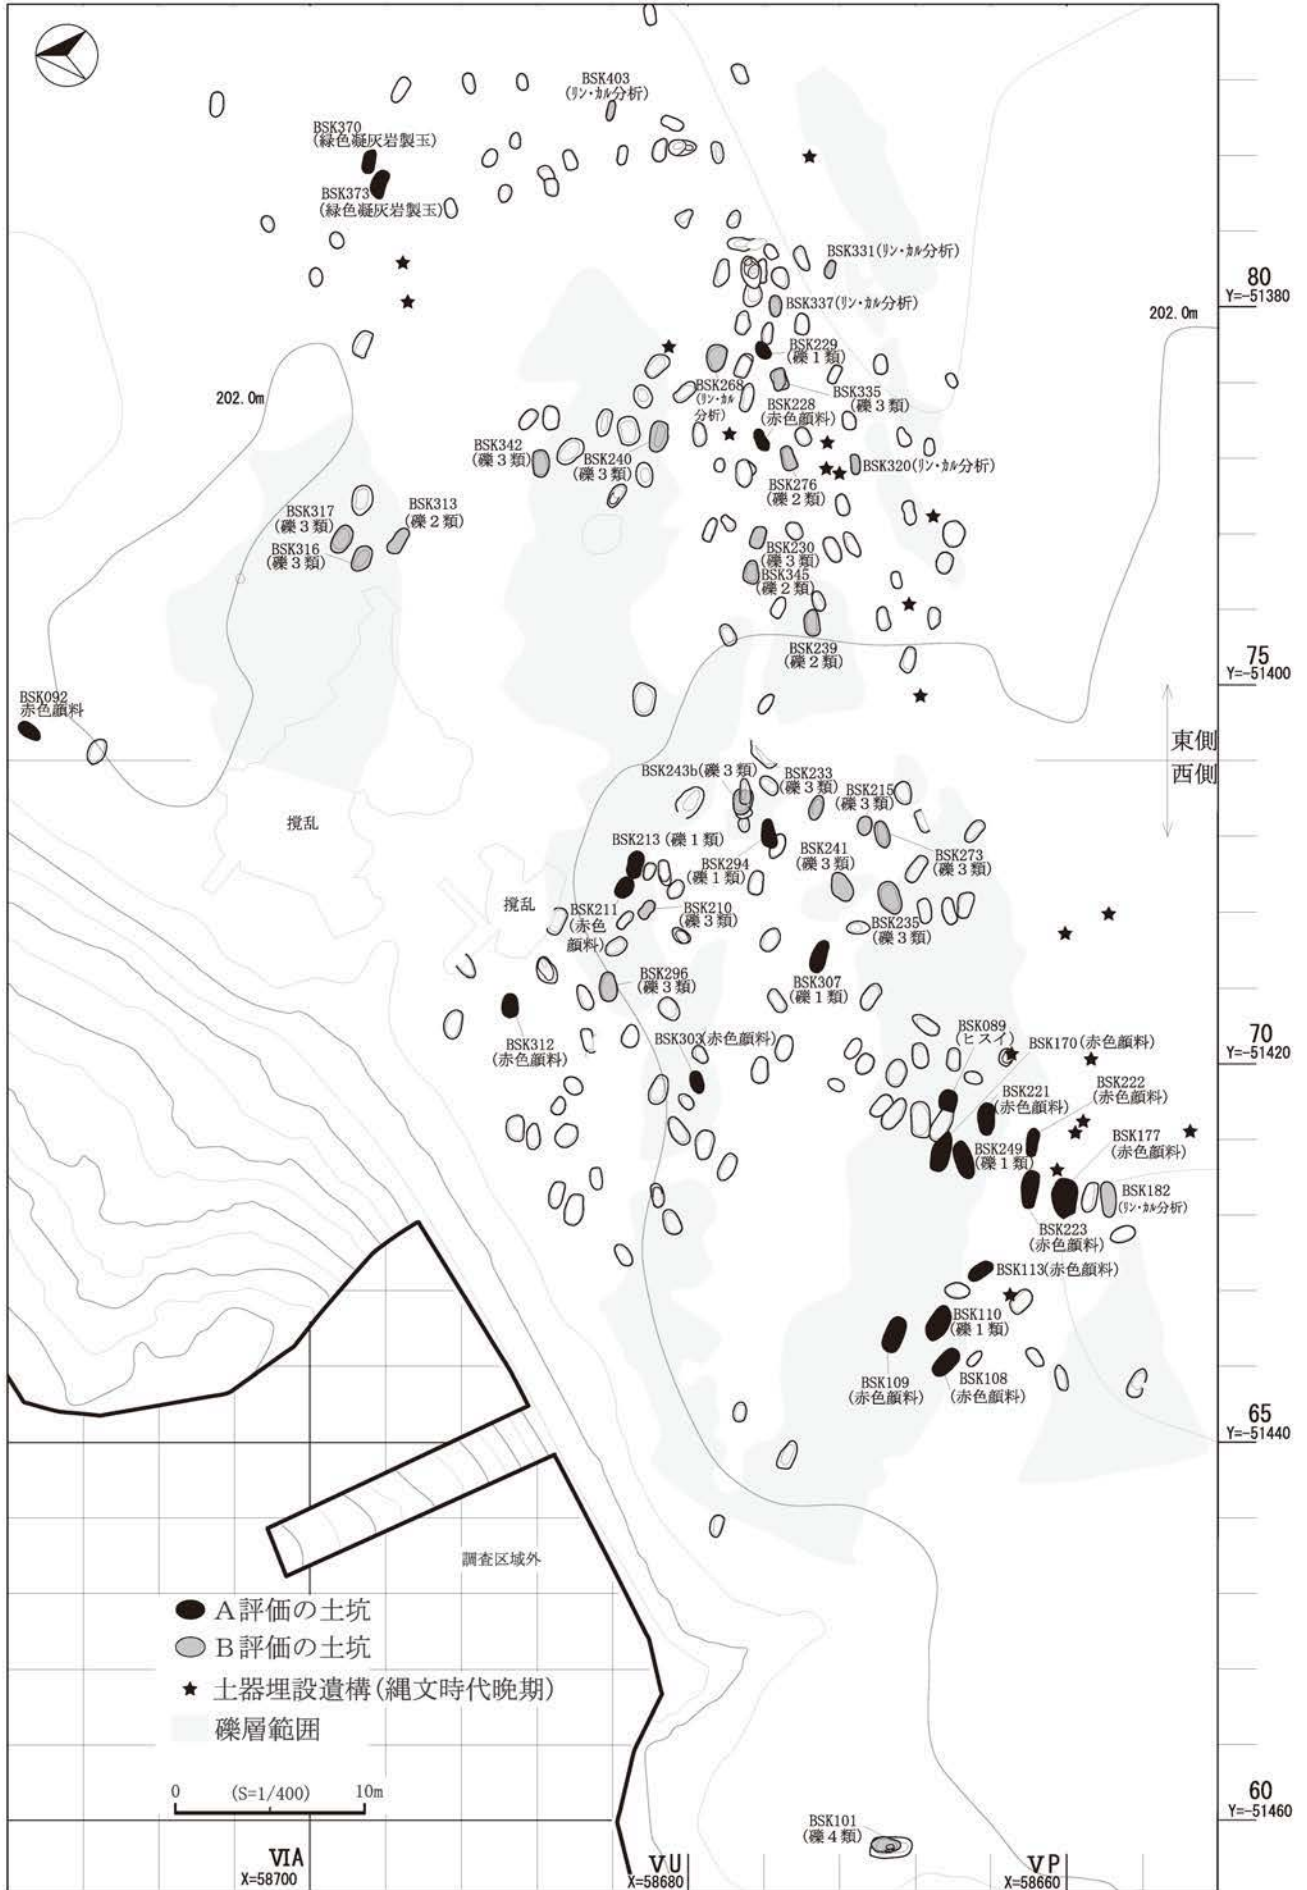 BSK403
(リン・カル分析)
BSK370
(緑色凝灰岩製玉)
BSK373
(緑色凝灰岩製玉)
BSK331(リン・カル分析)
80
Y=-51380
BSK337(リン・カル分析)
202.0m
BSK229
(礫1類)
BSK268
(リン・カル
分析)
BSK335
(礫3類)
202.0m
BSK228
(赤色顔料)
BSK342
(礫3類)
BSK240
(礫3類)
BSK320(リン・カル分析)
BSK276
(礫2類)
BSK317
(礫3類)
BSK313
(礫2類)
BSK316
(礫3類)
BSK230
(礫3類)
BSK345
(礫2類)
BSK239
(礫2類)
75
Y=-51400
BSK092
赤色顔料
東側
西側
BSK243b(礫3類)
BSK233
(礫3類)
BSK215
(礫3類)
撹乱
BSK213(礫1類)
BSK294
(礫1類)
BSK241
(礫3類)
BSK273
(礫3類)
撹乱
BSK211
(赤色
顔料)
BSK210
(礫3類)
BSK235
(礫3類)
BSK296
(礫3類)
BSK307
(礫1類)
BSK312
(赤色顔料)
BSK303(赤色顔料)
BSK089
(ヒスイ)
BSK170(赤色顔料)
70
Y=-51420
BSK221
(赤色顔料)
BSK222
(赤色顔料)
BSK249
(礫1類)
BSK177
(赤色顔料)
BSK182
(リン・カル分析)
BSK223
(赤色顔料)
BSK113(赤色顔料)
BSK110
(礫1類)
BSK109
(赤色顔料)
BSK108
(赤色顔料)
65
Y=-51440
調査区域外
A評価の土坑
B評価の土坑
★ 土器埋設遺構(縄文時代晩期)
礫層範囲
0 (S=1/400) 10m
60
Y=-51460
BSK101
(礫4類)
ⅥA
X=58700
ⅤU
X=58680
ⅤP
X=58660